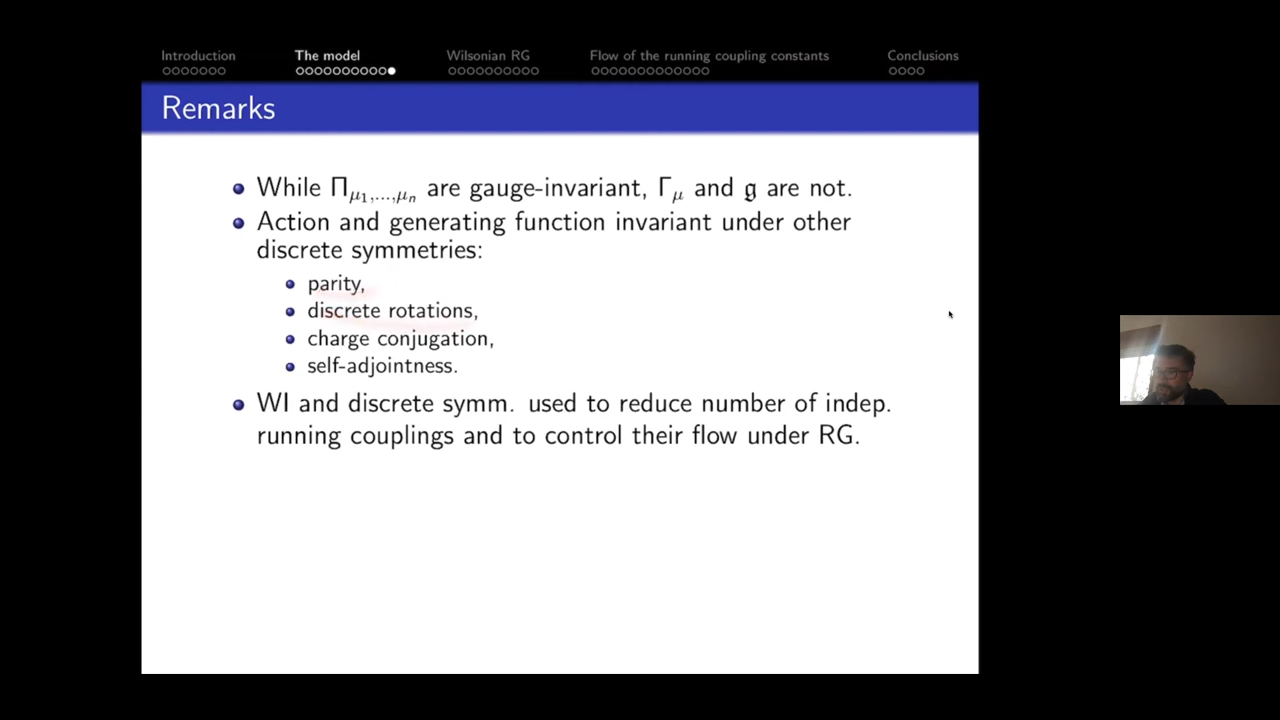 Introduction The model Wilsonian RG Flow of the running coupling constants Conclusions
Remarks
While Π_{μ₁,...,μₙ} are gauge-invariant, Γ_μ and 𝔤 are not.
Action and generating function invariant under other
discrete symmetries:
parity,
discrete rotations,
charge conjugation,
self-adjointness.
WI and discrete symm. used to reduce number of indep.
running couplings and to control their flow under RG.